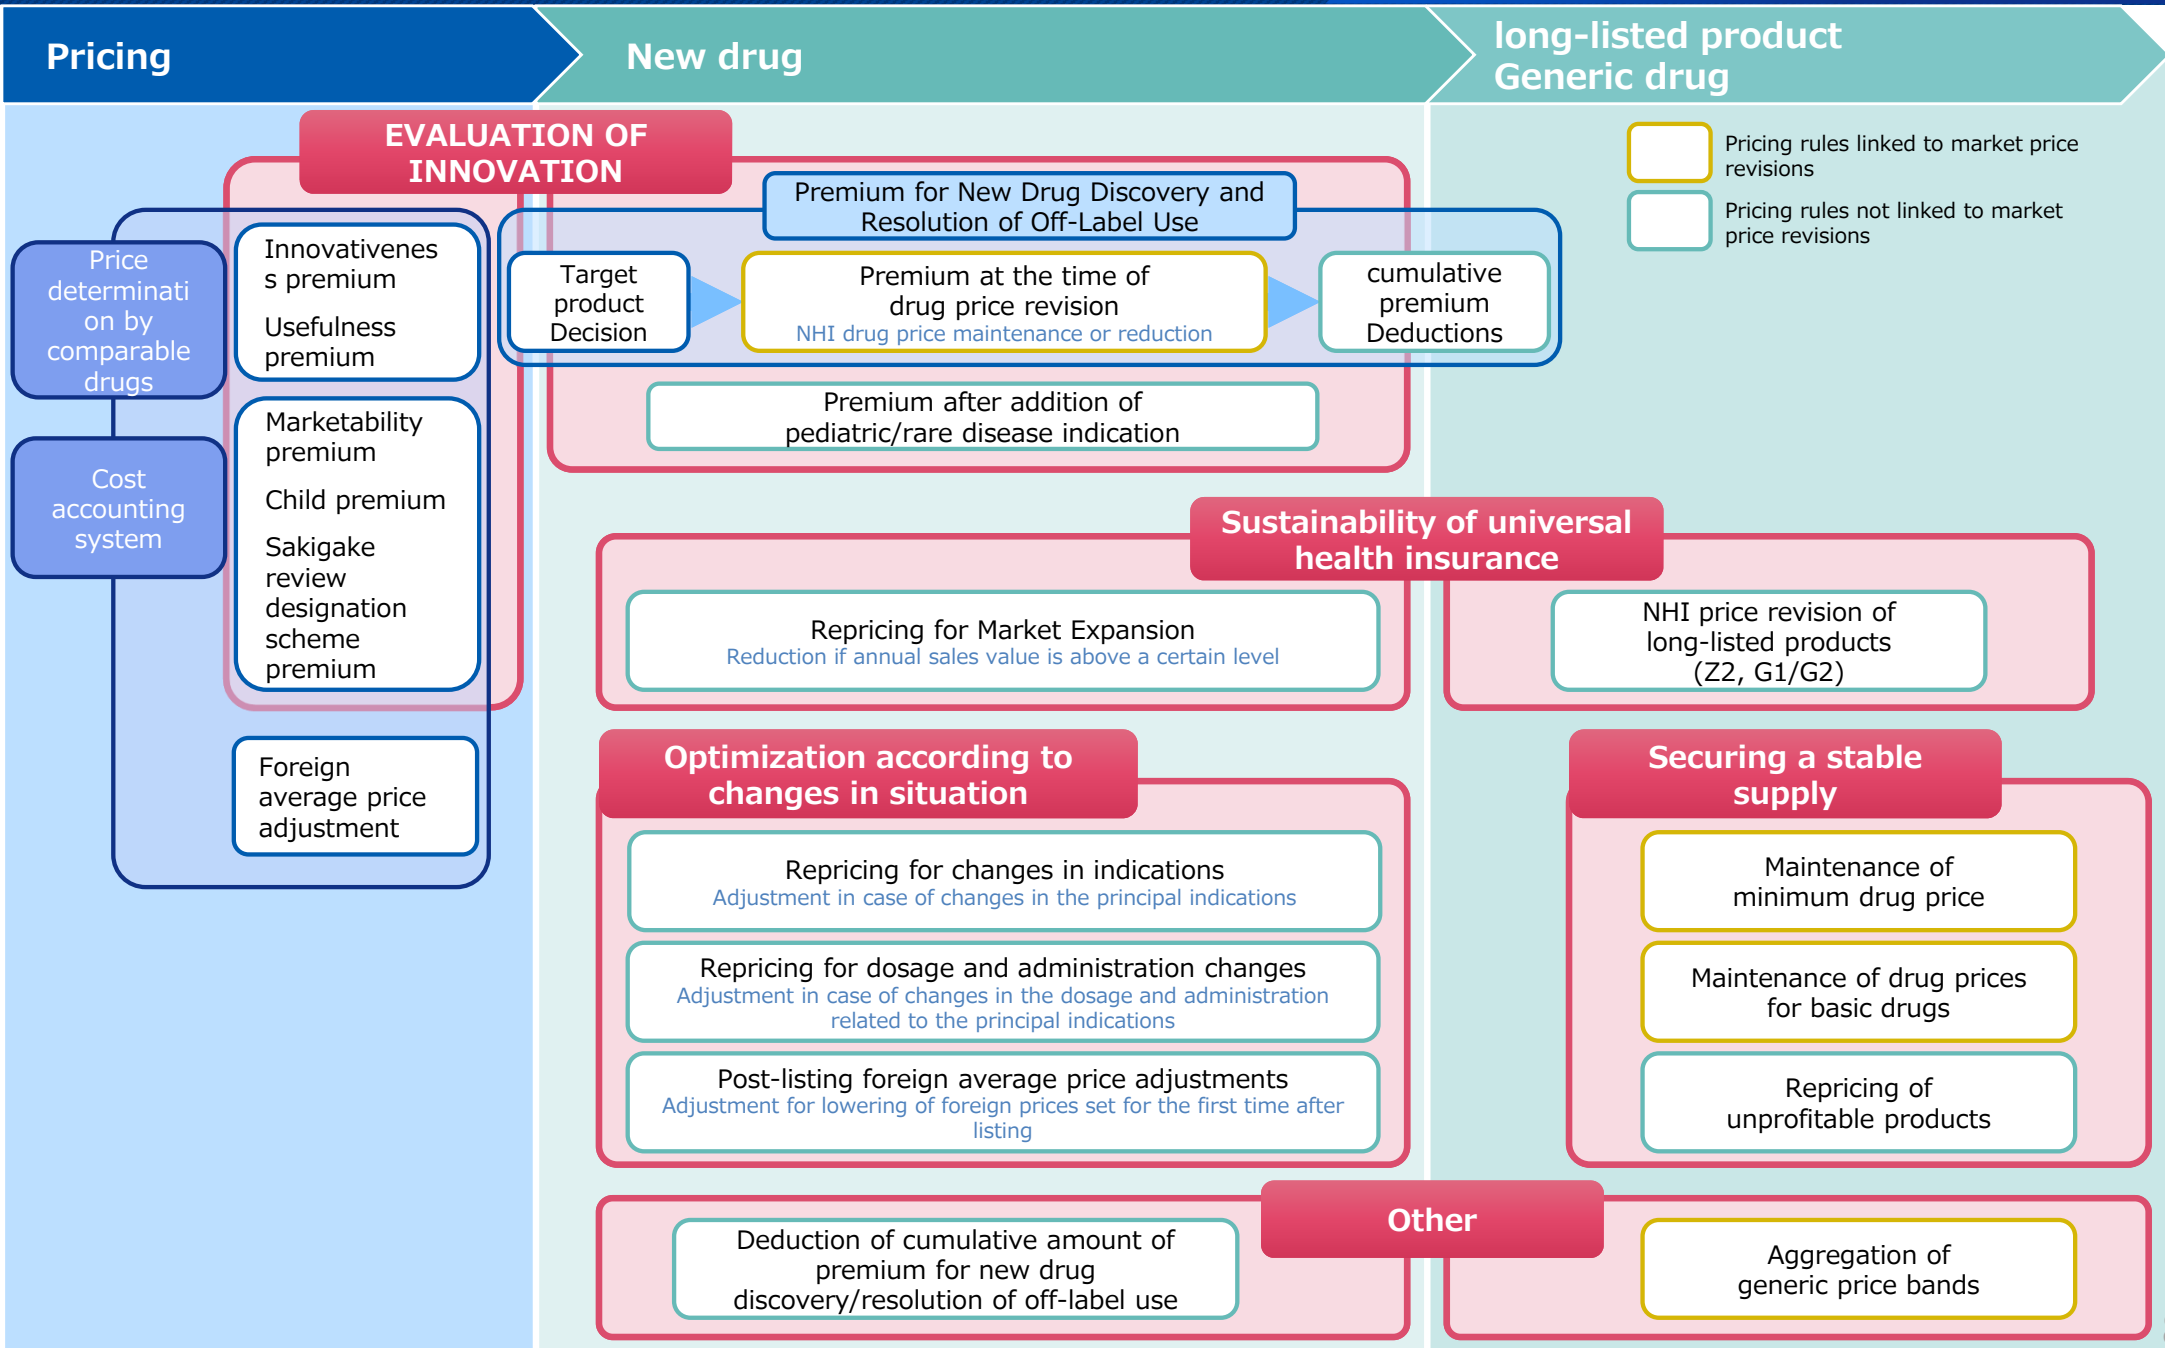 Pricing
New drug
long-listed product
Generic drug
EVALUATION OF
INNOVATION
Pricing rules linked to market price
revisions
Pricing rules not linked to market
price revisions
Premium for New Drug Discovery and
Resolution of Off-Label Use
Price
determinati
on by
comparable
drugs
Cost
accounting
system
Innovativenes
s premium
Usefulness
premium
Marketability
premium
Child premium
Sakigake
review
designation
scheme
premium
Foreign
average price
adjustment
Target
product
Decision
Premium at the time of
drug price revision
NHI drug price maintenance or reduction
cumulative
premium
Deductions
Premium after addition of
pediatric/rare disease indication
Sustainability of universal
health insurance
Repricing for Market Expansion
Reduction if annual sales value is above a certain level
NHI price revision of
long-listed products
(Z2, G1/G2)
Optimization according to
changes in situation
Repricing for changes in indications
Adjustment in case of changes in the principal indications
Repricing for dosage and administration changes
Adjustment in case of changes in the dosage and administration
related to the principal indications
Post-listing foreign average price adjustments
Adjustment for lowering of foreign prices set for the first time after
listing
Securing a stable
supply
Maintenance of
minimum drug price
Maintenance of drug prices
for basic drugs
Repricing of
unprofitable products
Other
Deduction of cumulative amount of
premium for new drug
discovery/resolution of off-label use
Aggregation of
generic price bands